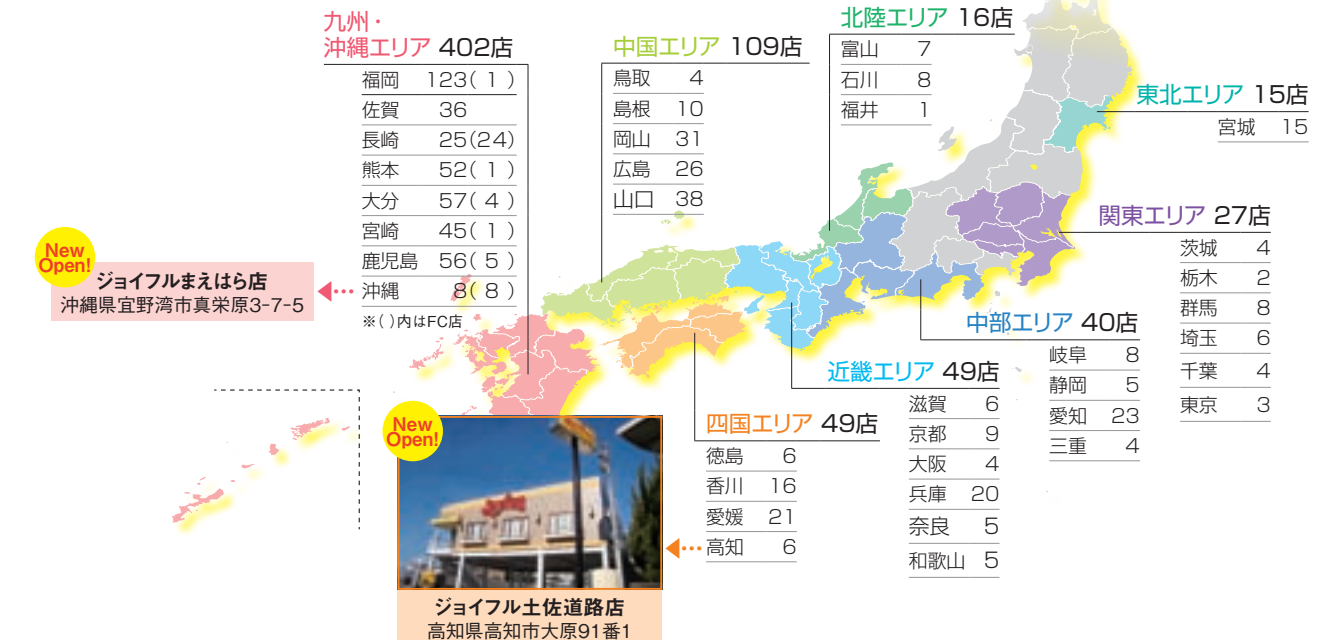 九州・
沖縄エリア 402店
福岡 123( 1 )
佐賀 36
長崎 25(24)
熊本 52( 1 )
大分 57( 4 )
宮崎 45( 1 )
鹿児島 56( 5 )
沖縄 8( 8 )
※( )内はFC店
New
Open!
ジョイフルまえはら店
沖縄県宜野湾市真栄原3-7-5
中国エリア 109店
鳥取 4
島根 10
岡山 31
広島 26
山口 38
北陸エリア 16店
富山 7
石川 8
福井 1
東北エリア 15店
宮城 15
関東エリア 27店
茨城 4
栃木 2
群馬 8
埼玉 6
千葉 4
東京 3
中部エリア 40店
岐阜 8
静岡 5
愛知 23
三重 4
近畿エリア 49店
滋賀 6
京都 9
大阪 4
兵庫 20
奈良 5
和歌山 5
四国エリア 49店
徳島 6
香川 16
愛媛 21
高知 6
New
Open!
ジョイフル土佐道路店
高知県高知市大原91番1